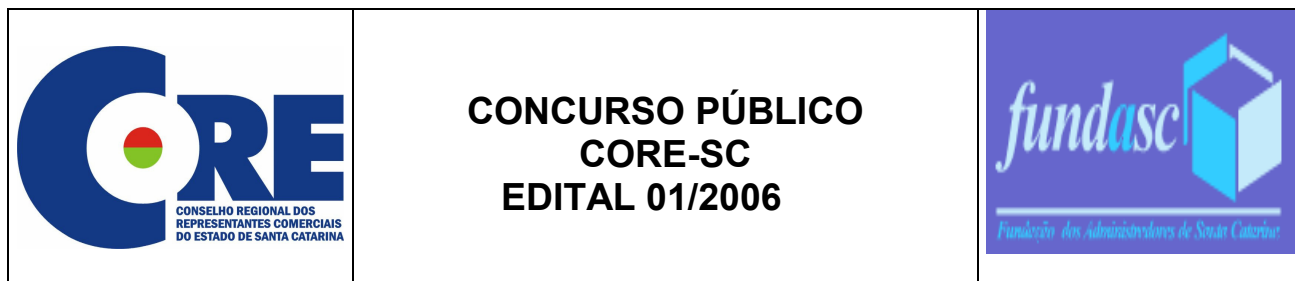 CORE
CONSELHO REGIONAL DOS
REPRESENTANTES COMERCIAIS
DO ESTADO DE SANTA CATARINA
CONCURSO PÚBLICO
CORE-SC
EDITAL 01/2006
fundasc
Fundação dos Administradores de Santa Catarina